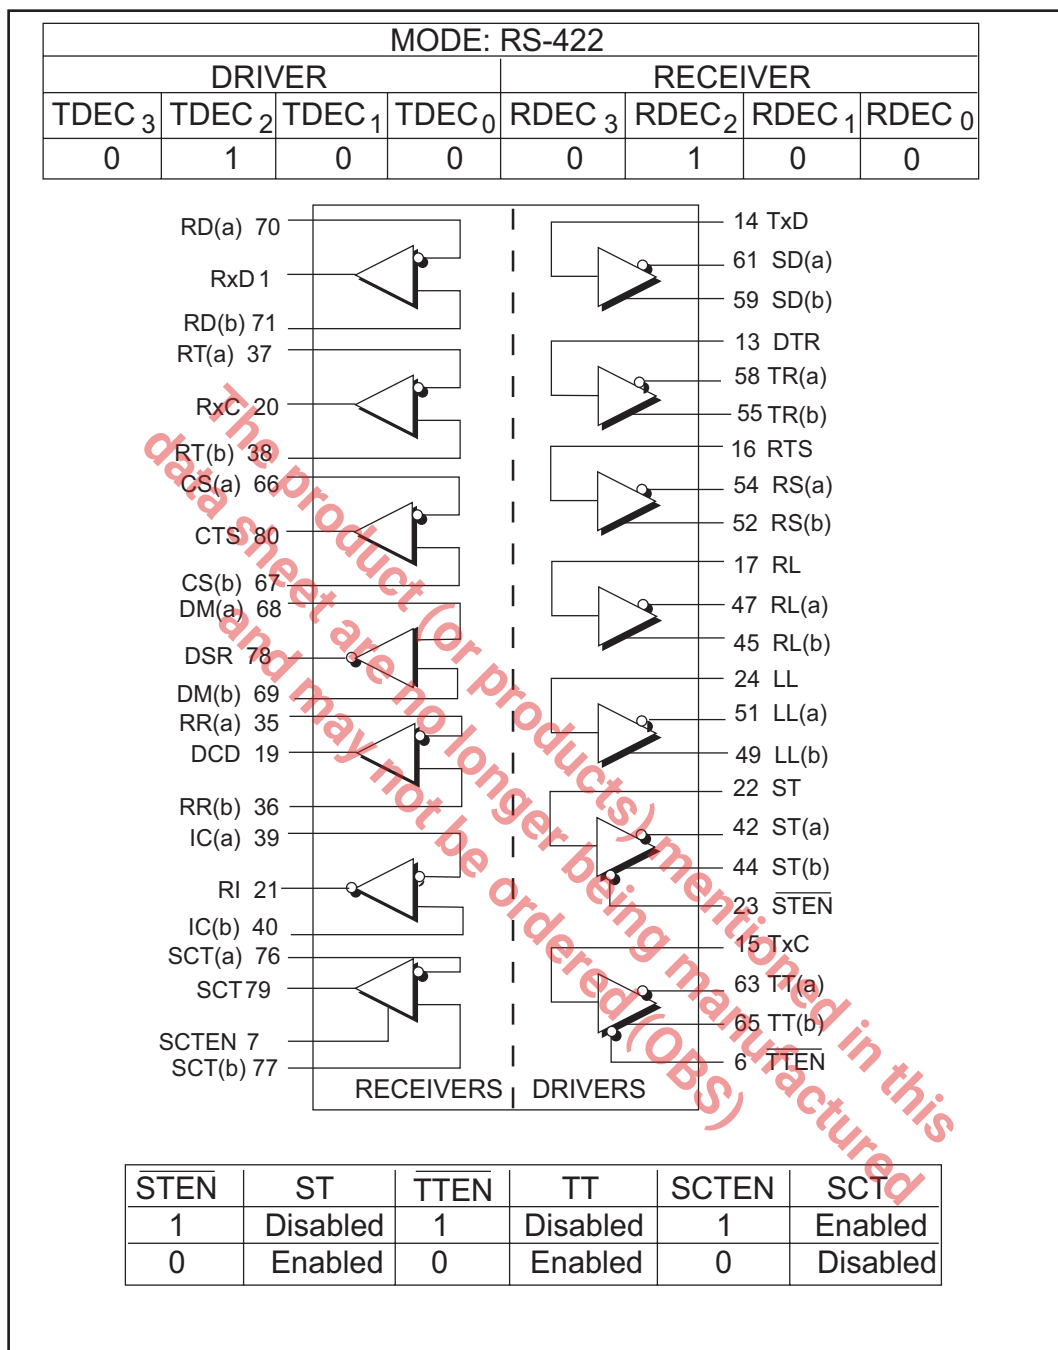 MODE: RS-422
DRIVER RECEIVER
TDEC3 TDEC2 TDEC1 TDEC0 RDEC3 RDEC2 RDEC1 RDEC0
0 1 0 0 0 1 0 0
RD(a) 70
RxD 1
RD(b) 71
RT(a) 37
RxC 20
RT(b) 38
CS(a) 66
CTS 80
CS(b) 67
DM(a) 68
DSR 78
DM(b) 69
RR(a) 35
DCD 19
RR(b) 36
IC(a) 39
RI 21
IC(b) 40
SCT(a) 76
SCT 79
SCTEN 7
SCT(b) 77
14 TxD
61 SD(a)
59 SD(b)
13 DTR
58 TR(a)
55 TR(b)
16 RTS
54 RS(a)
52 RS(b)
17 RL
47 RL(a)
45 RL(b)
24 LL
51 LL(a)
49 LL(b)
22 ST
42 ST(a)
44 ST(b)
23 S̅T̅E̅N̅
15 TxC
63 TT(a)
65 TT(b)
6 T̅T̅E̅N̅
RECEIVERS DRIVERS
The product (or products) mentioned in this
data sheet are no longer being manufactured
and may not be ordered (OBS)
S̅T̅E̅N̅ ST T̅T̅E̅N̅ TT SCTEN SCT
1 Disabled 1 Disabled 1 Enabled
0 Enabled 0 Enabled 0 Disabled